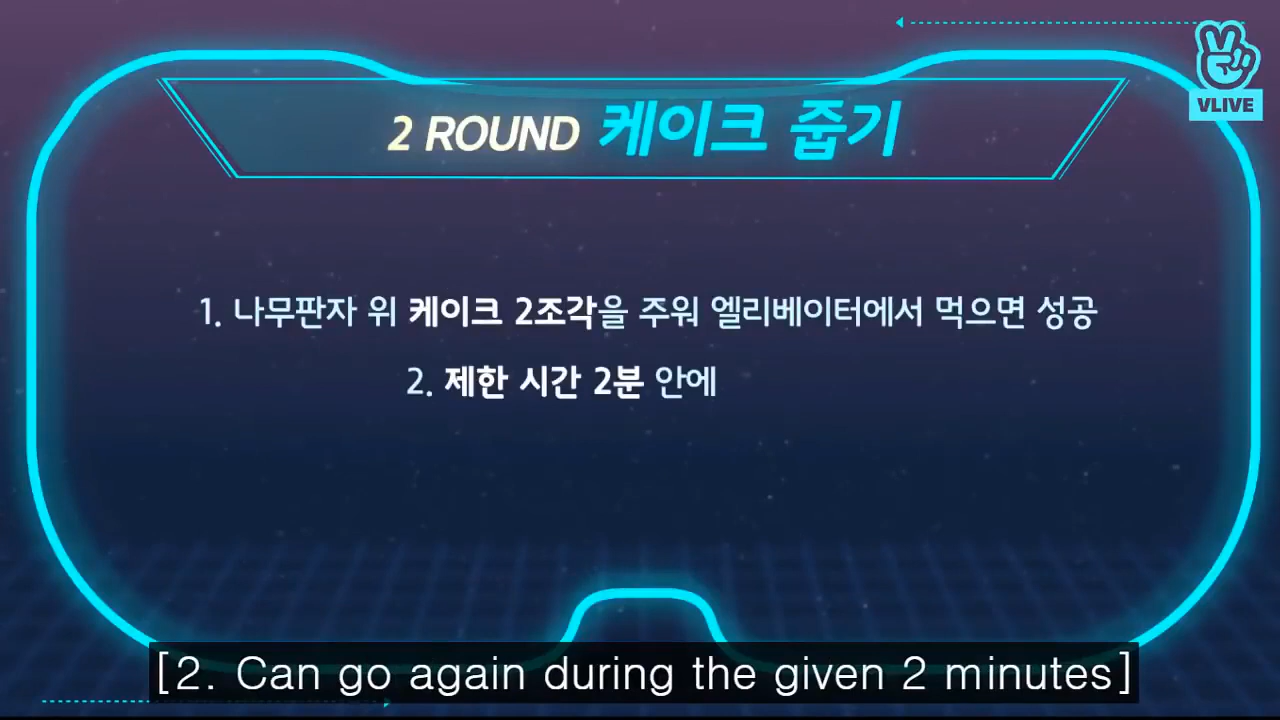 VLIVE
2 ROUND 케이크 줍기
1. 나무판자 위 케이크 2조각을 주워 엘리베이터에서 먹으면 성공
2. 제한 시간 2분 안에
[2. Can go again during the given 2 minutes]